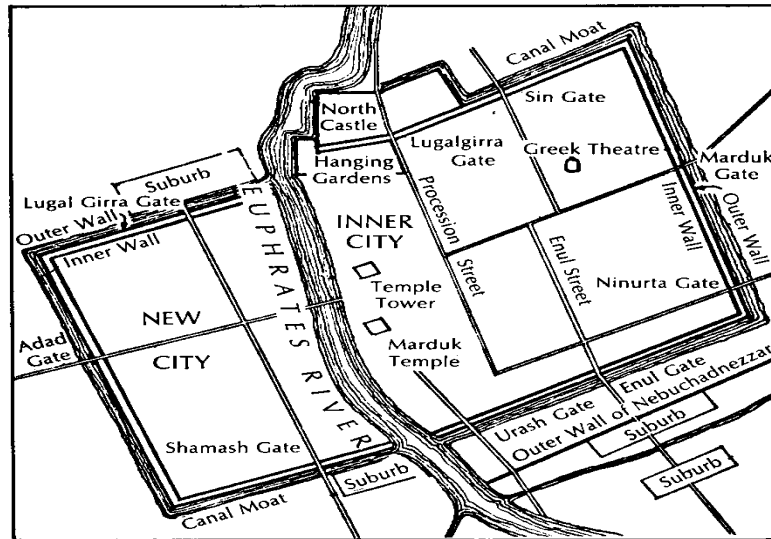 Canal Moat
North
Castle
Sin Gate
Lugalgirra
Gate
Greek Theatre
Marduk
Gate
Hanging
Gardens
Suburb
Lugal Girra Gate
Outer Wall
Inner Wall
EUPHRATES RIVER
INNER
CITY
Procession
Street
Enul Street
Inner Wall
Outer Wall
Temple
Tower
Ninurta Gate
Marduk
Temple
NEW
CITY
Adad
Gate
Enul Gate
Urash Gate
Outer Wall of Nebuchadnezzar
Suburb
Suburb
Shamash Gate
Suburb
Canal Moat